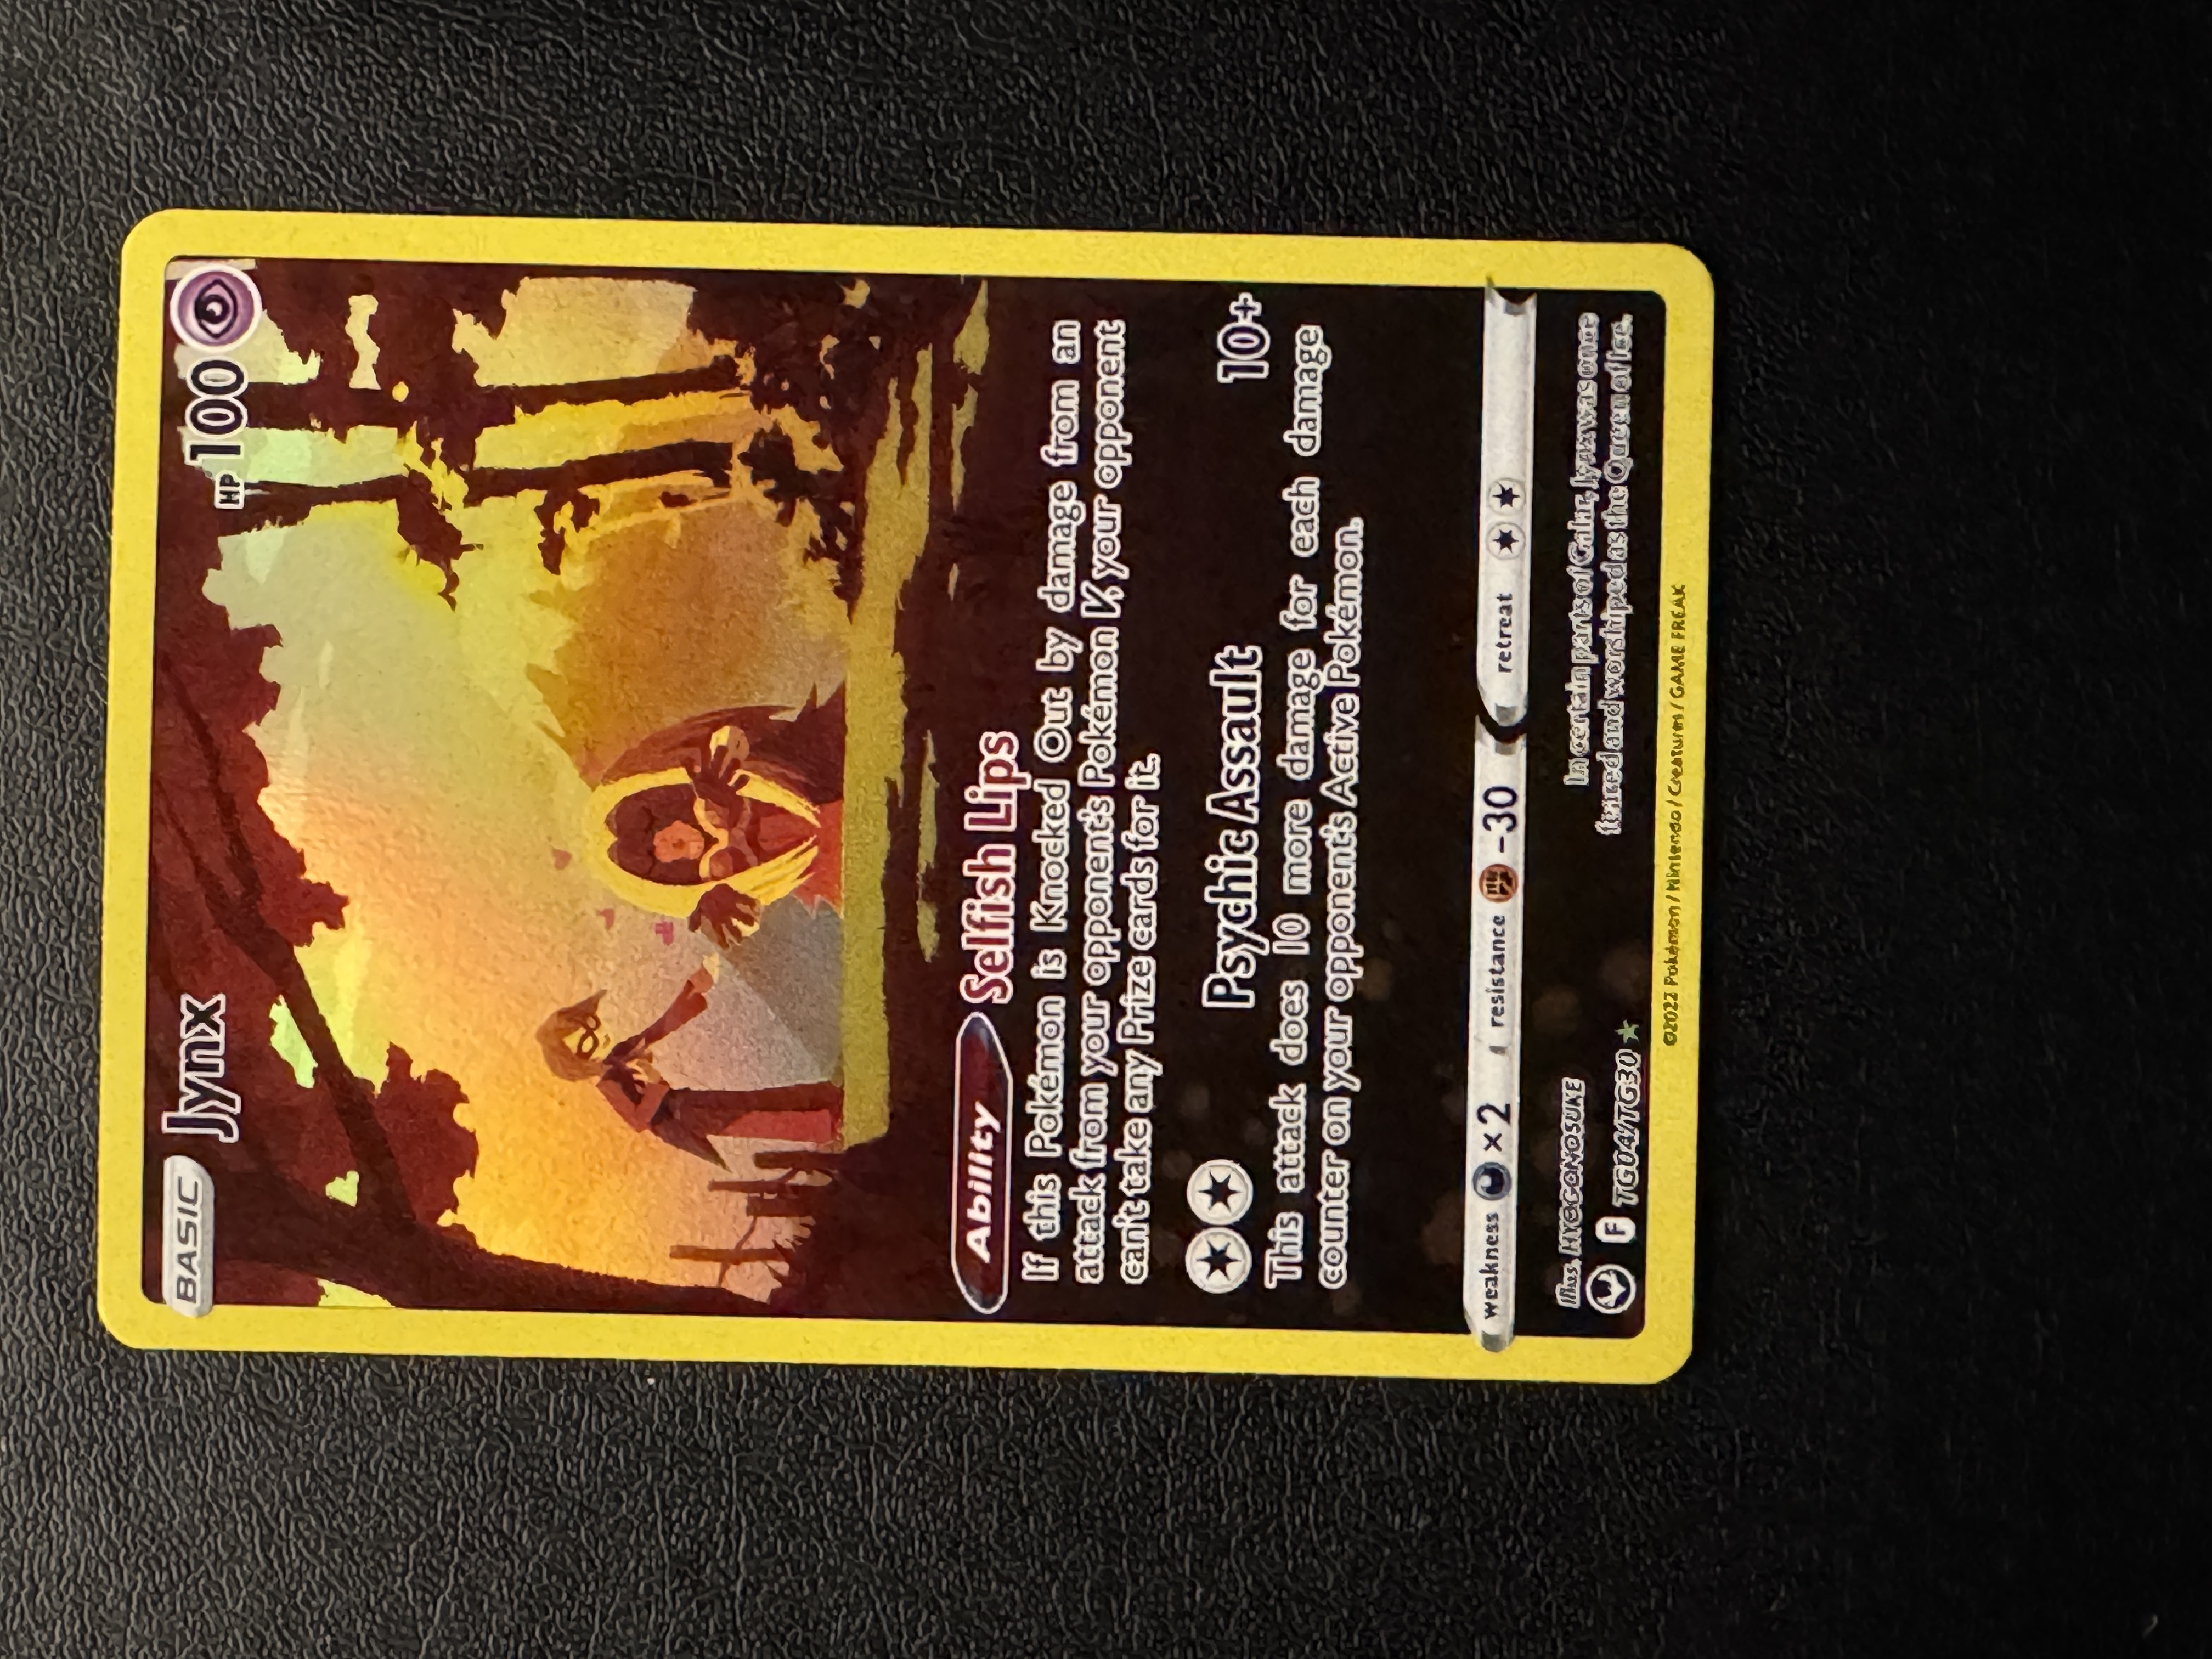 BASIC Jynx HP 100
Ability Selfish Lips
If this Pokémon is Knocked Out by damage from an
attack from your opponent's Pokémon V, your opponent
can't take any Prize cards for it.
Psychic Assault 10+
This attack does 10 more damage for each damage
counter on your opponent's Active Pokémon.
weakness ×2 resistance -30 retreat
Illus. HYOGONOSUKE
F TG04/TG30 ★
In certain parts of Galar, Jynx was once
feared and worshiped as the Queen of Ice.
©2022 Pokémon / Nintendo / Creatures / GAME FREAK